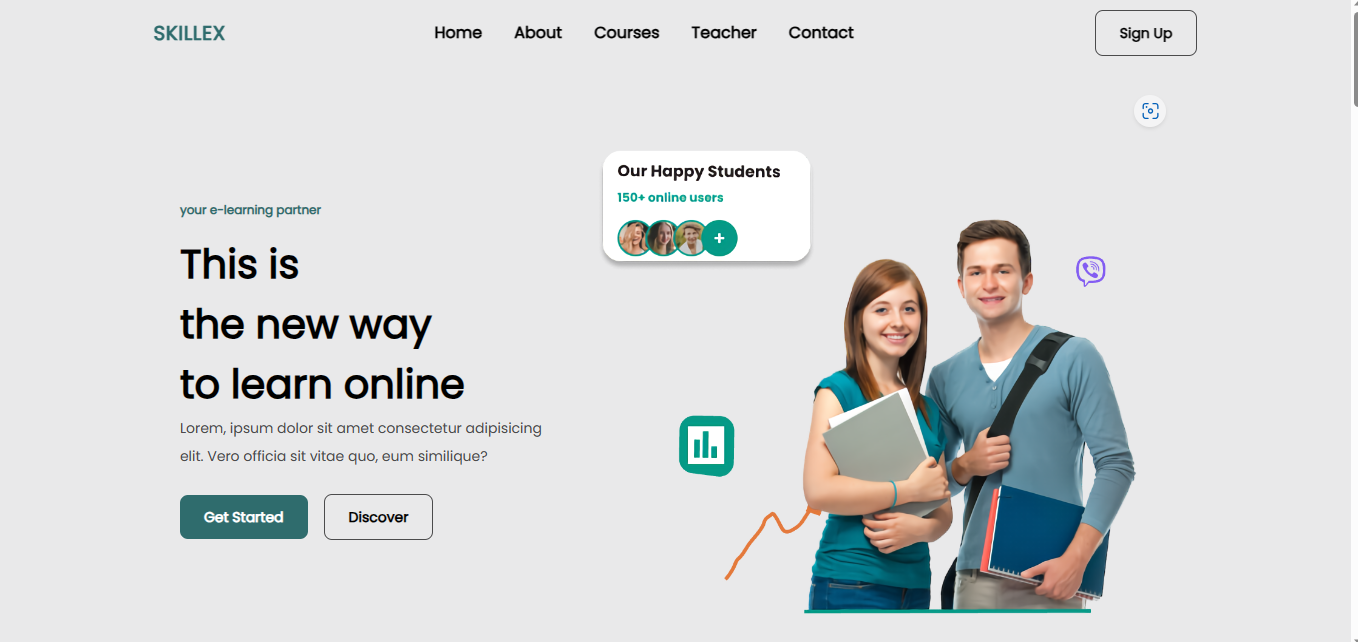 SKILLEX
Home
About
Courses
Teacher
Contact
Sign Up
Our Happy Students
150+ online users
+
your e-learning partner
This is
the new way
to learn online
Lorem, ipsum dolor sit amet consectetur adipisicing
elit. Vero officia sit vitae quo, eum similique?
Get Started
Discover